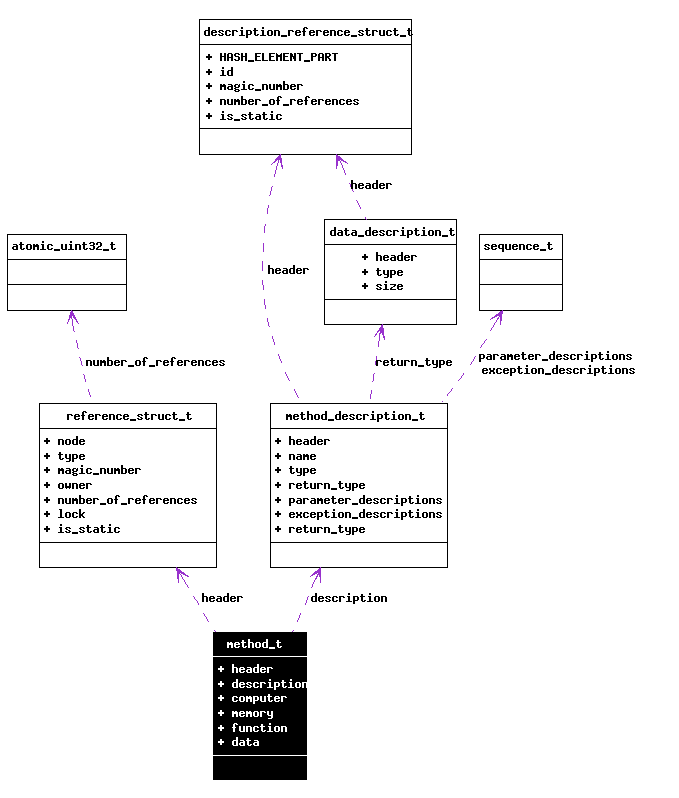 description_reference_struct_t
+ HASH_ELEMENT_PART
+ id
+ magic_number
+ number_of_references
+ is_static
header
data_description_t
+ header
+ type
+ size
atomic_uint32_t
sequence_t
header
number_of_references
return_type
parameter_descriptions
exception_descriptions
reference_struct_t
+ node
+ type
+ magic_number
+ owner
+ number_of_references
+ lock
+ is_static
method_description_t
+ header
+ name
+ type
+ return_type
+ parameter_descriptions
+ exception_descriptions
+ return_type
header
description
method_t
+ header
+ description
+ computer
+ memory
+ function
+ data